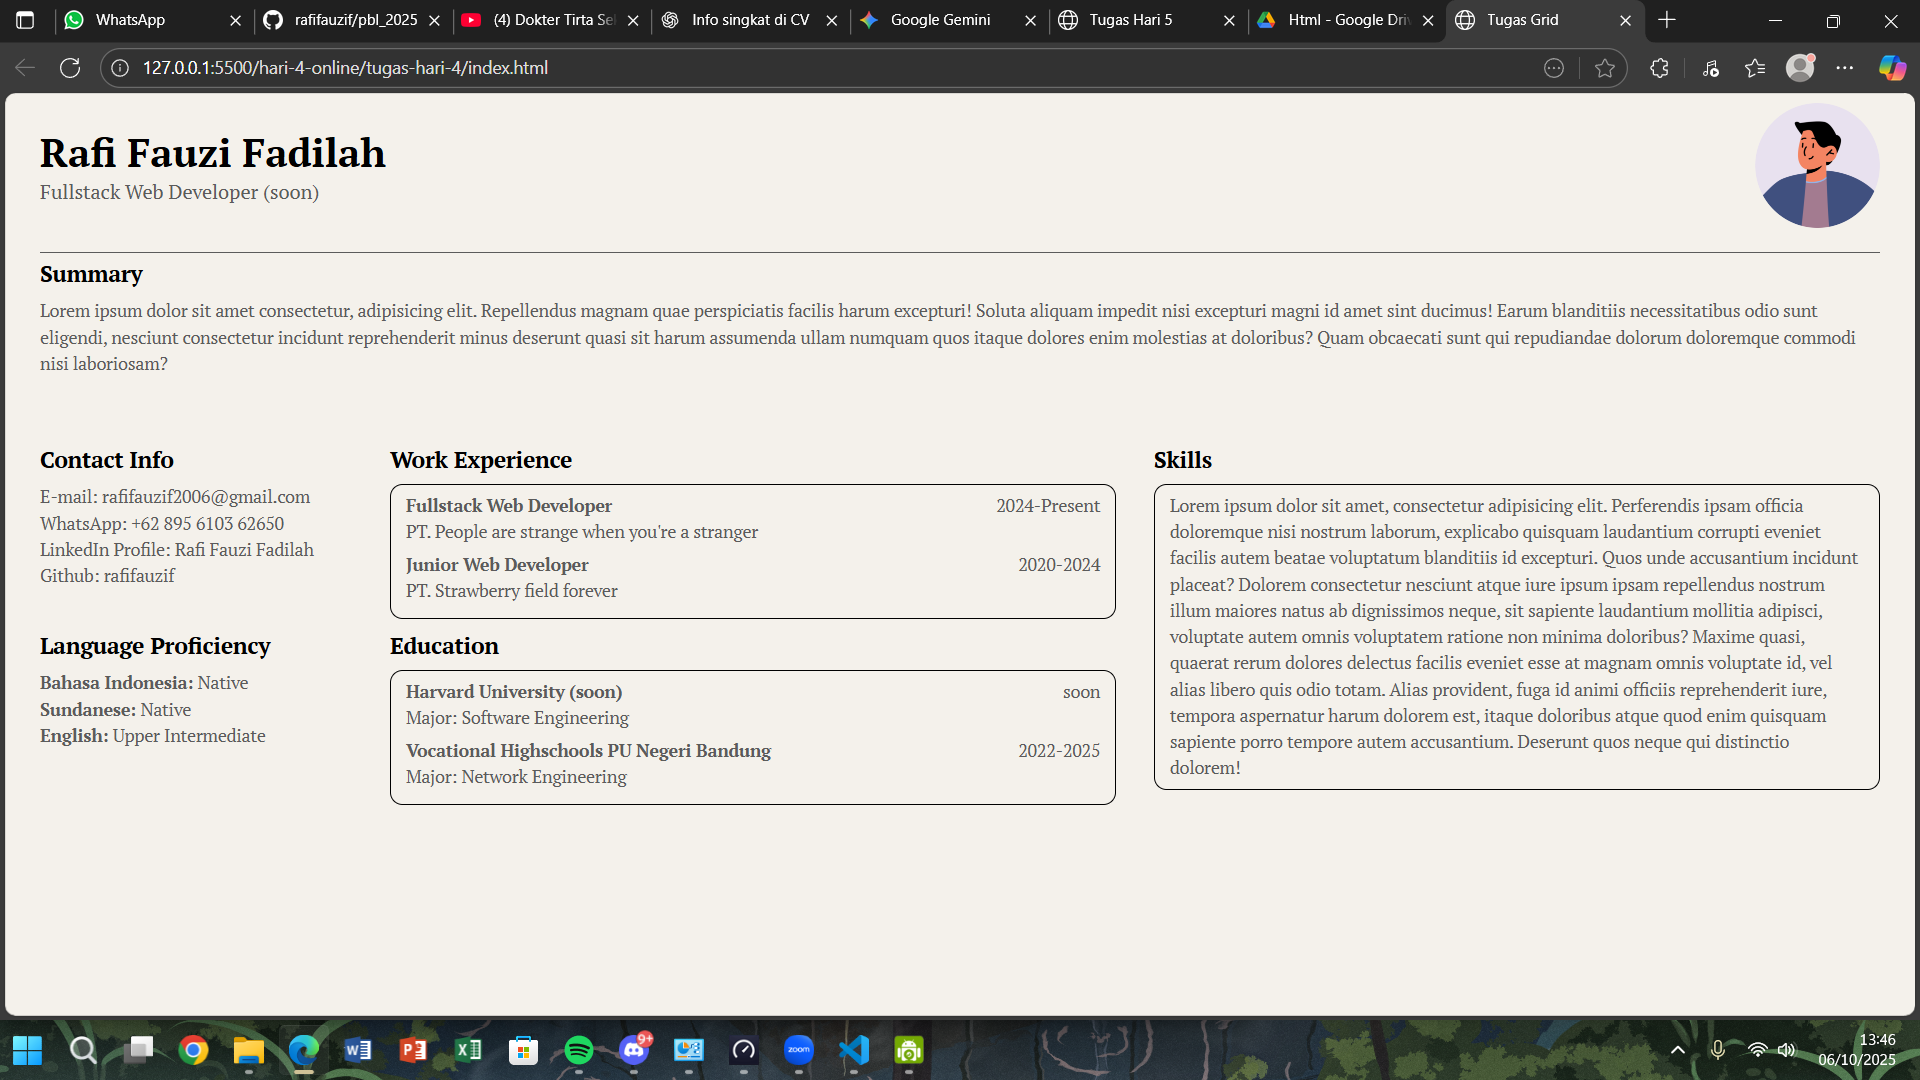 WhatsApp
rafifauzif/pbl_2025
(4) Dokter Tirta Se
Info singkat di CV
Google Gemini
Tugas Hari 5
Html - Google Dri
Tugas Grid
127.0.0.1:5500/hari-4-online/tugas-hari-4/index.html
Rafi Fauzi Fadilah
Fullstack Web Developer (soon)
Summary
Lorem ipsum dolor sit amet consectetur, adipisicing elit. Repellendus magnam quae perspiciatis facilis harum excepturi! Soluta aliquam impedit nisi excepturi magni id amet sint ducimus! Earum blanditiis necessitatibus odio sunt
eligendi, nesciunt consectetur incidunt reprehenderit minus deserunt quasi sit harum assumenda ullam numquam quos itaque dolores enim molestias at doloribus? Quam obcaecati sunt qui repudiandae dolorum doloremque commodi
nisi laboriosam?
Contact Info
E-mail: rafifauzif2006@gmail.com
WhatsApp: +62 895 6103 62650
LinkedIn Profile: Rafi Fauzi Fadilah
Github: rafifauzif
Language Proficiency
Bahasa Indonesia: Native
Sundanese: Native
English: Upper Intermediate
Work Experience
Fullstack Web Developer 2024-Present
PT. People are strange when you're a stranger
Junior Web Developer 2020-2024
PT. Strawberry field forever
Education
Harvard University (soon) soon
Major: Software Engineering
Vocational Highschools PU Negeri Bandung 2022-2025
Major: Network Engineering
Skills
Lorem ipsum dolor sit amet, consectetur adipisicing elit. Perferendis ipsam officia
doloremque nisi nostrum laborum, explicabo quisquam laudantium corrupti eveniet
facilis autem beatae voluptatum blanditiis id excepturi. Quos unde accusantium incidunt
placeat? Dolorem consectetur nesciunt atque iure ipsum ipsam repellendus nostrum
illum maiores natus ab dignissimos neque, sit sapiente laudantium mollitia adipisci,
voluptate autem omnis voluptatem ratione non minima doloribus? Maxime quasi,
quaerat rerum dolores delectus facilis eveniet esse at magnam omnis voluptate id, vel
alias libero quis odio totam. Alias provident, fuga id animi officiis reprehenderit iure,
tempora aspernatur harum dolorem est, itaque doloribus atque quod enim quisquam
sapiente porro tempore autem accusantium. Deserunt quos neque qui distinctio
dolorem!
9+
zoom
13:46
06/10/2025